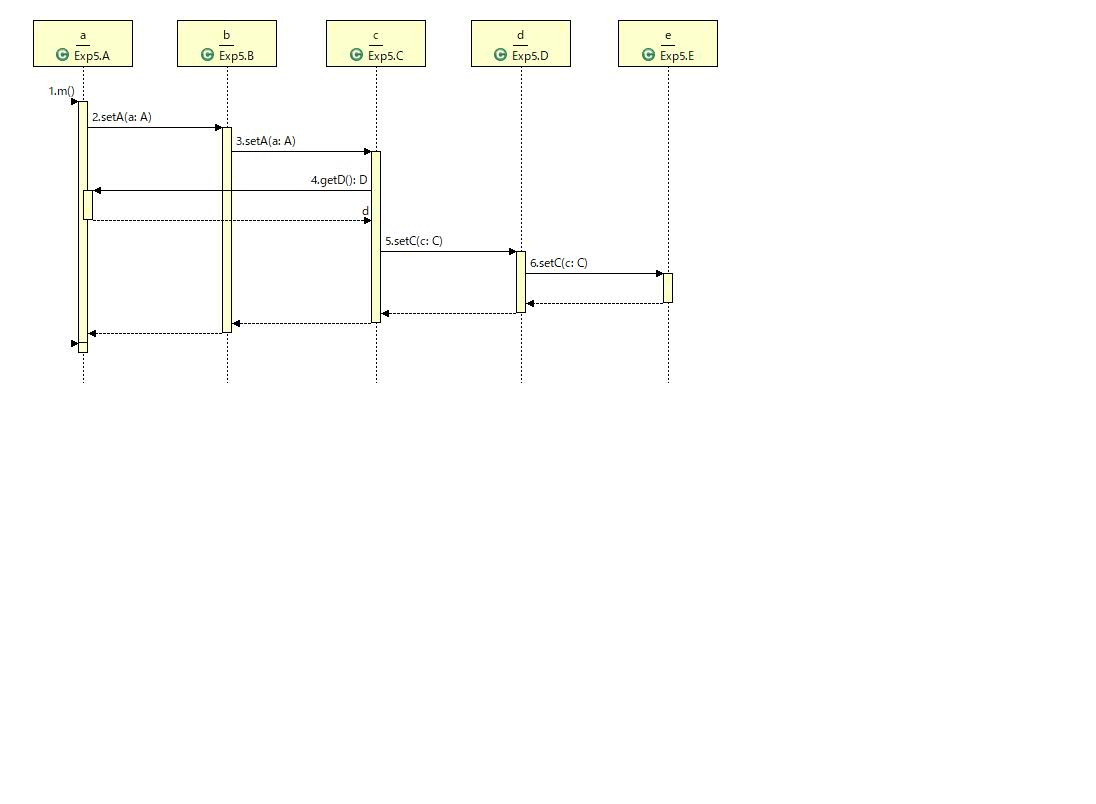 a
C Exp5.A
b
C Exp5.B
c
C Exp5.C
d
C Exp5.D
e
C Exp5.E
1.m()
2.setA(a: A)
3.setA(a: A)
4.getD(): D
d
5.setC(c: C)
6.setC(c: C)